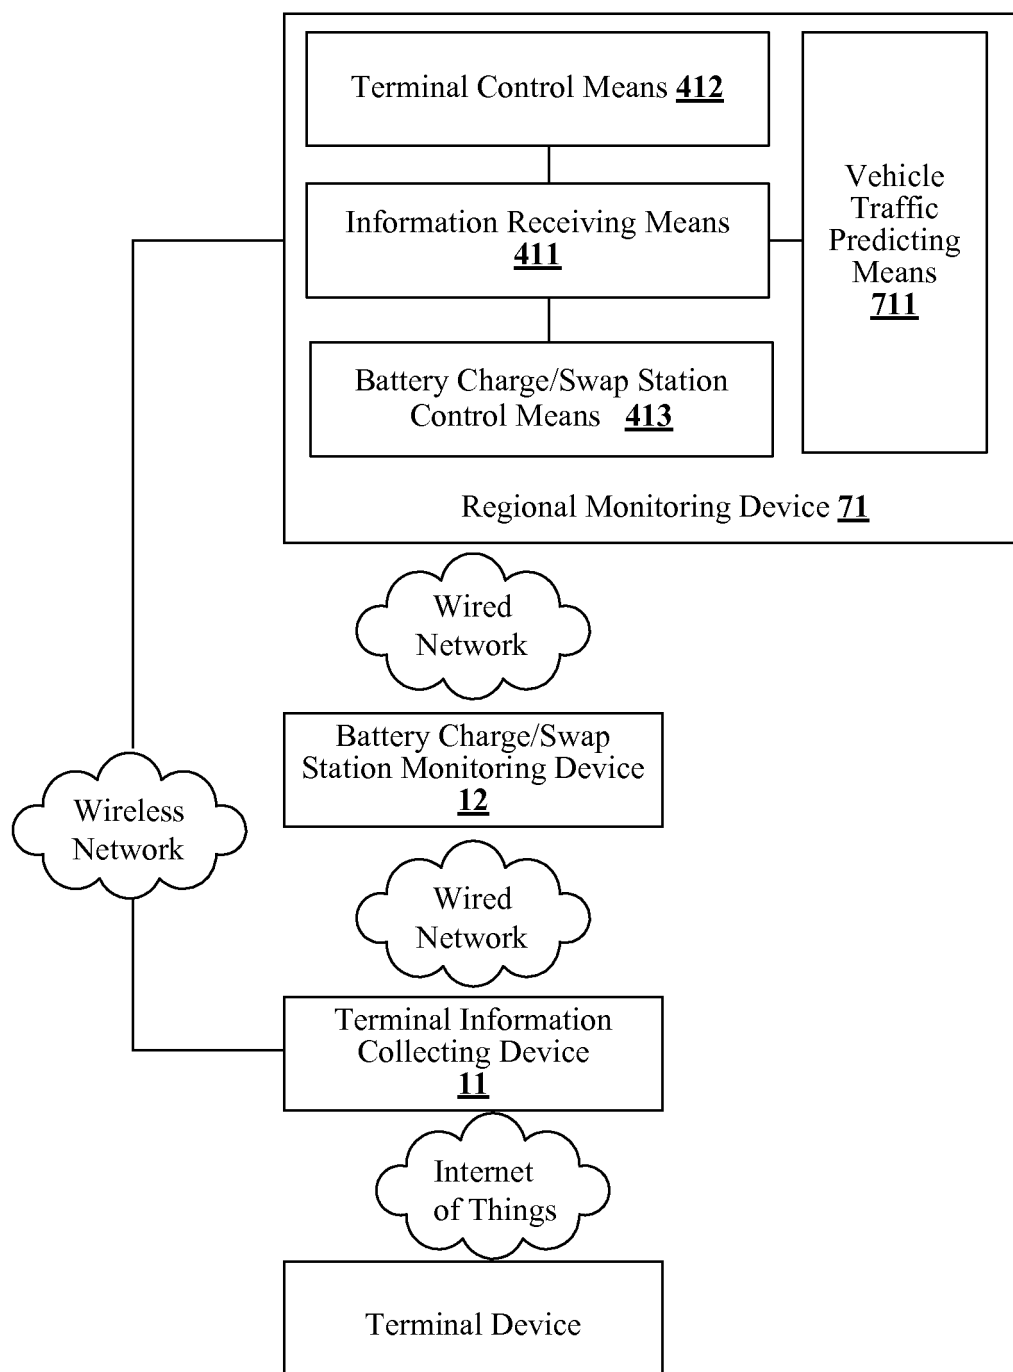 Terminal Control Means 412
Information Receiving Means
411
Vehicle
Traffic
Predicting
Means
711
Battery Charge/Swap Station
Control Means 413
Regional Monitoring Device 71
Wired
Network
Battery Charge/Swap
Station Monitoring Device
12
Wireless
Network
Wired
Network
Terminal Information
Collecting Device
11
Internet
of Things
Terminal Device